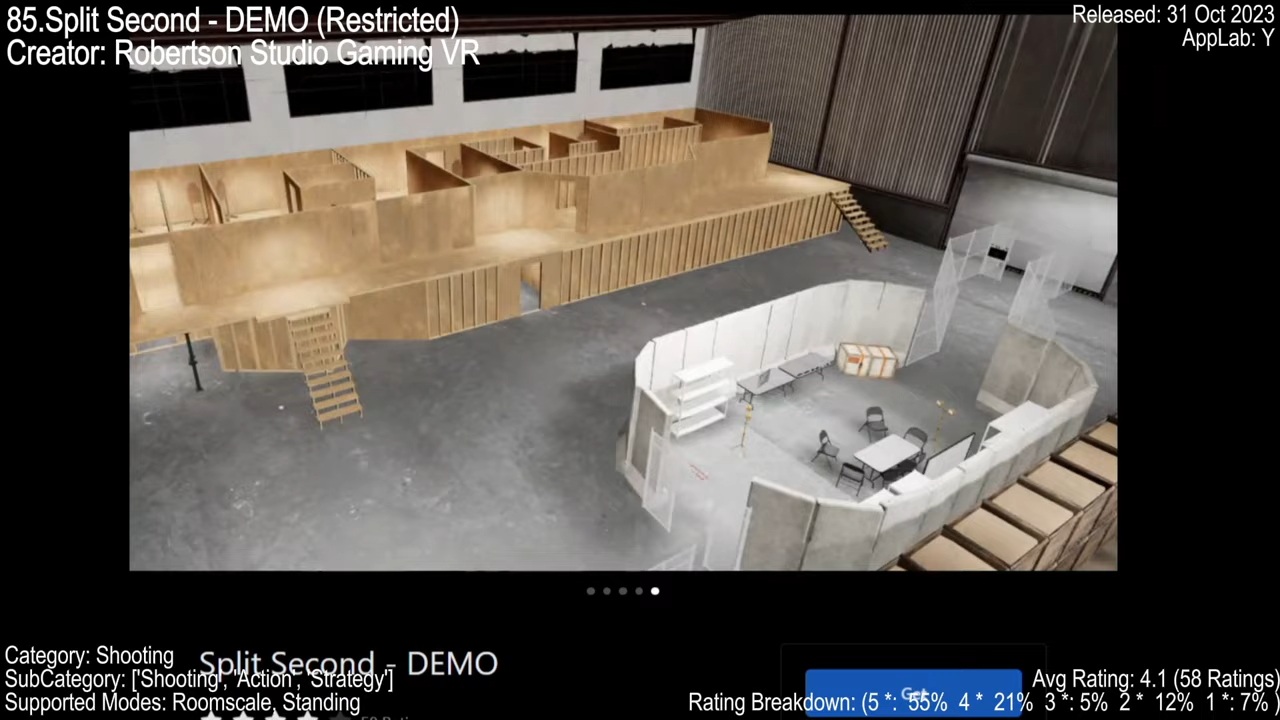 85.Split Second - DEMO (Restricted)
Creator: Robertson Studio Gaming VR
Released: 31 Oct 2023
AppLab: Y
Split Second - DEMO
Get
Category: Shooting
SubCategory: ['Shooting', 'Action', 'Strategy']
Supported Modes: Roomscale, Standing
Avg Rating: 4.1 (58 Ratings)
Rating Breakdown: (5 *: 55% 4 * 21% 3 *: 5% 2 * 12% 1 *: 7% )